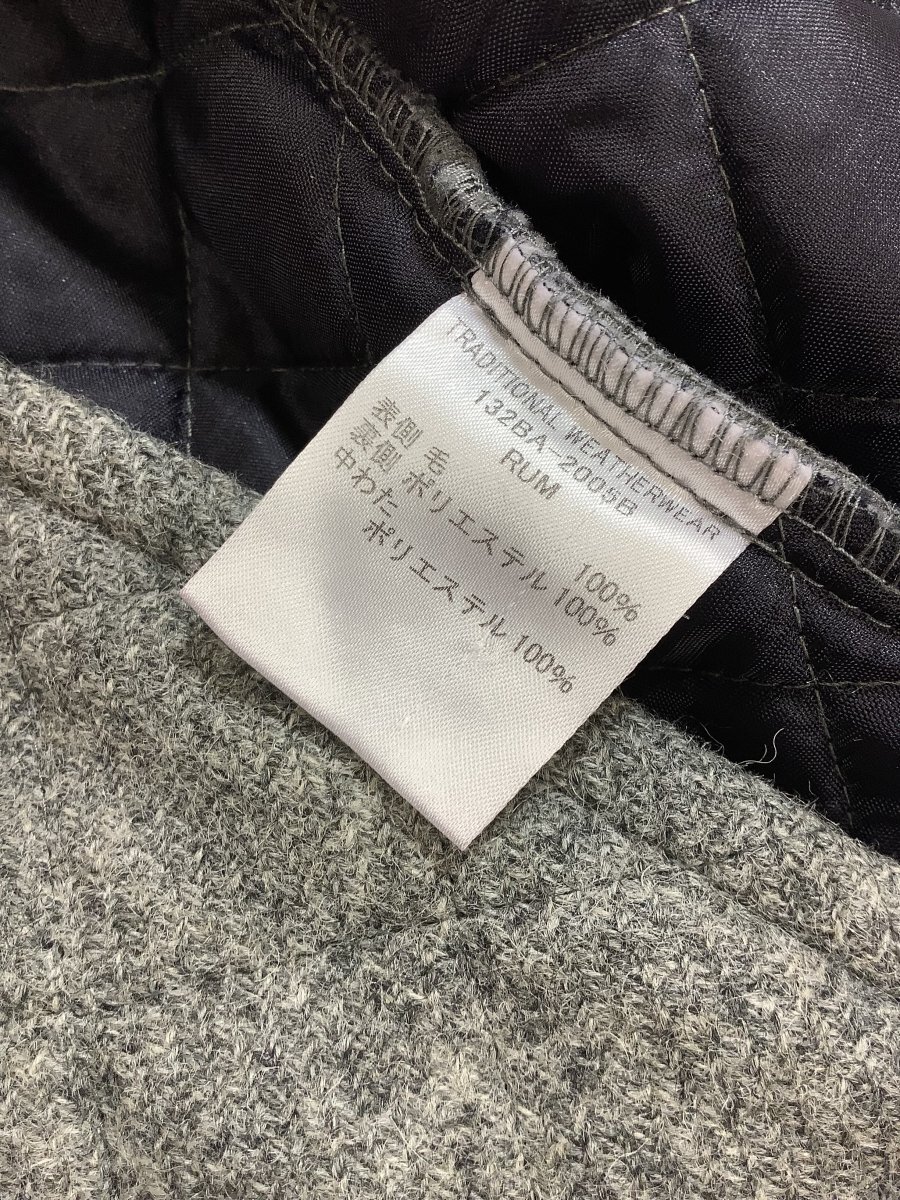 TRADITIONAL WEATHERWEAR
132BA-2005B
RUM
表側 毛 100%
裏側 ポリエステル 100%
中わた
ポリエステル 100%